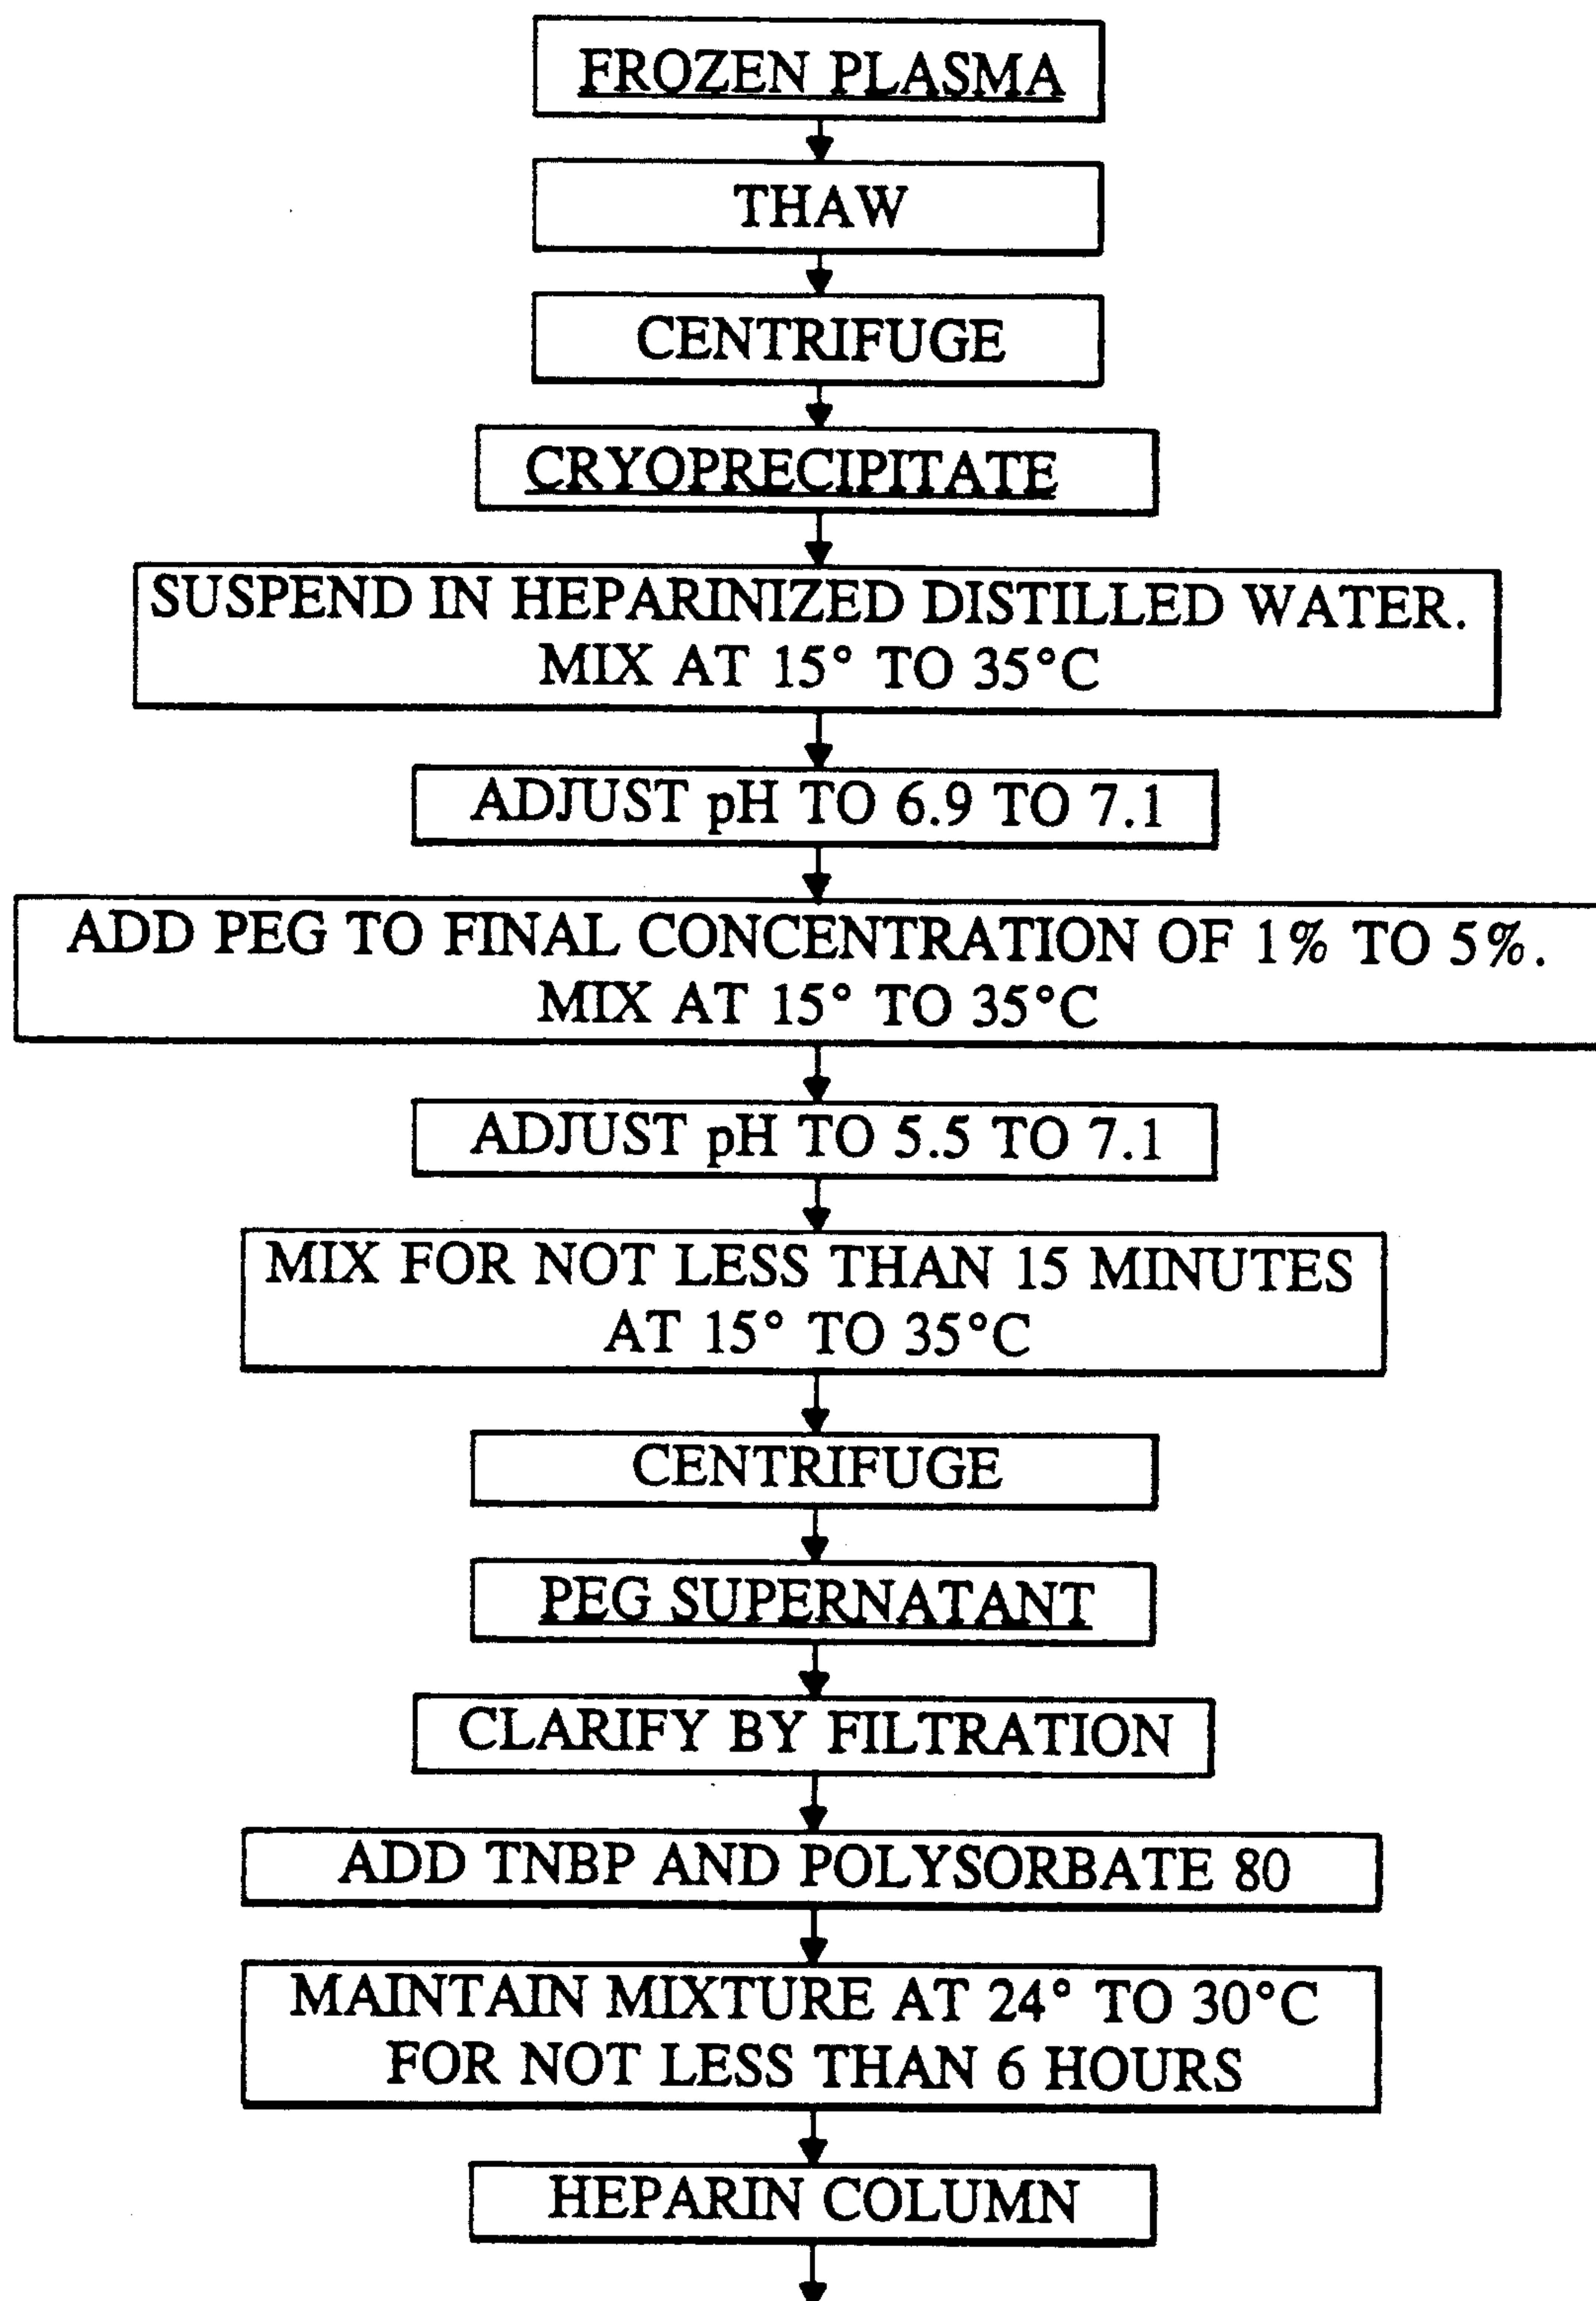 FROZEN PLASMA
THAW
CENTRIFUGE
CRYOPRECIPITATE
SUSPEND IN HEPARINIZED DISTILLED WATER.
MIX AT 15° TO 35°C
ADJUST pH TO 6.9 TO 7.1
ADD PEG TO FINAL CONCENTRATION OF 1% TO 5%.
MIX AT 15° TO 35°C
ADJUST pH TO 5.5 TO 7.1
MIX FOR NOT LESS THAN 15 MINUTES
AT 15° TO 35°C
CENTRIFUGE
PEG SUPERNATANT
CLARIFY BY FILTRATION
ADD TNBP AND POLYSORBATE 80
MAINTAIN MIXTURE AT 24° TO 30°C
FOR NOT LESS THAN 6 HOURS
HEPARIN COLUMN